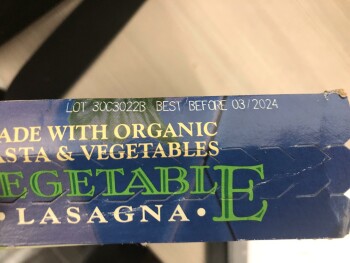 LOT 30C3022B BEST BEFORE 03/2024
ADE WITH ORGANIC
ASTA & VEGETABLES
EGETABLE
• LASAGNA •